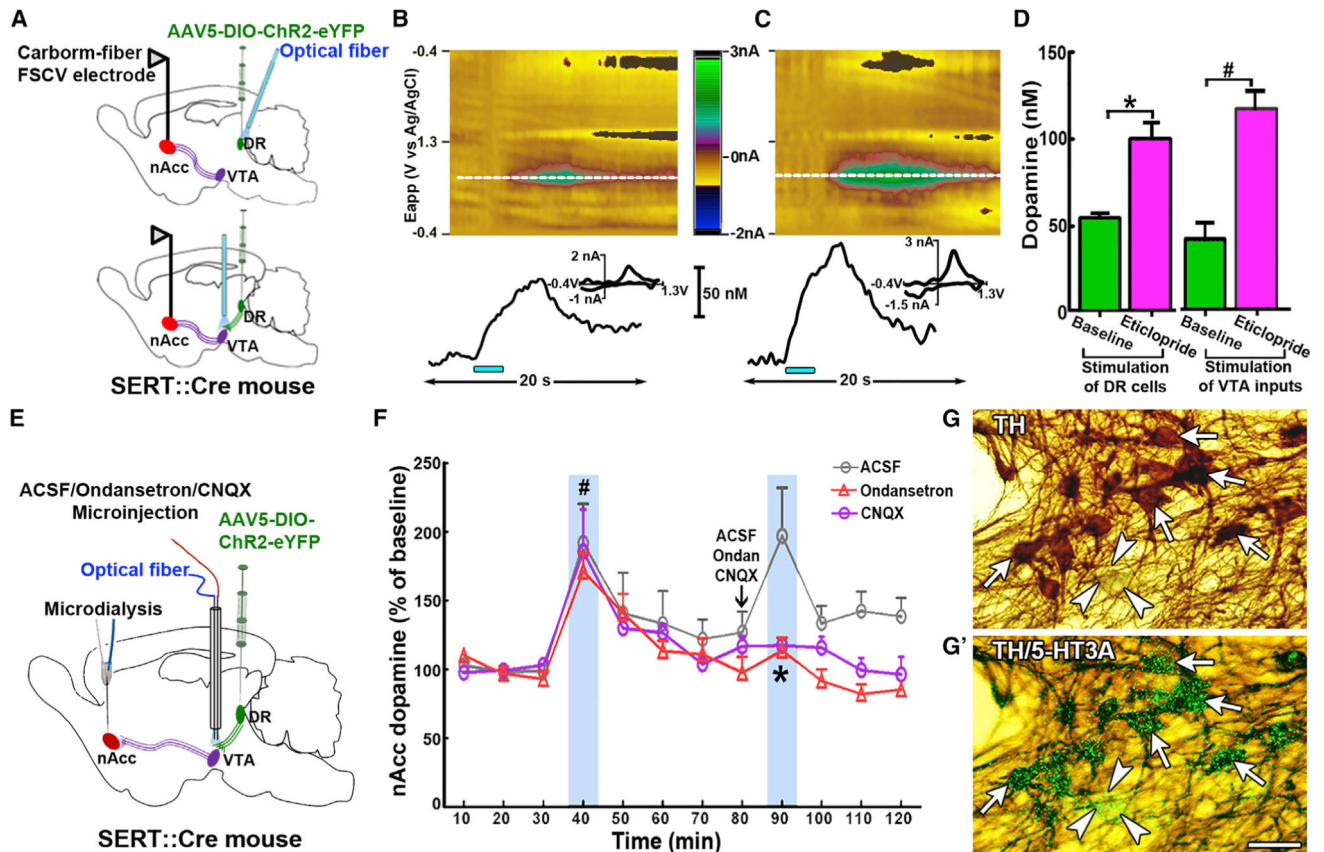 A
AAV5-DIO-ChR2-eYFP
Carborm-fiber
FSCV electrode
Optical fiber
DR
nAcc
VTA
DR
nAcc
VTA
SERT::Cre mouse
B
Eapp (V vs Ag/AgCl)
-0.4
1.3
-0.4
3nA
0nA
-2nA
2 nA
-0.4V
-1 nA
1.3V
50 nM
20 s
C
3 nA
-0.4V
-1.5 nA
1.3V
20 s
D
Dopamine (nM)
150
100
50
0
*
#
Baseline
Eticlopride
Baseline
Eticlopride
Stimulation
of DR cells
Stimulation
of VTA inputs
E
ACSF/Ondansetron/CNQX
Microinjection
AAV5-DIO-
ChR2-eYFP
Optical fiber
Microdialysis
DR
nAcc
VTA
SERT::Cre mouse
F
nAcc dopamine (% of baseline)
250
200
150
100
50
0
#
ACSF
Ondansetron
CNQX
ACSF
Ondan
CNQX
*
10 20 30 40 50 60 70 80 90 100 110 120
Time (min)
G
TH
G'
TH/5-HT3A